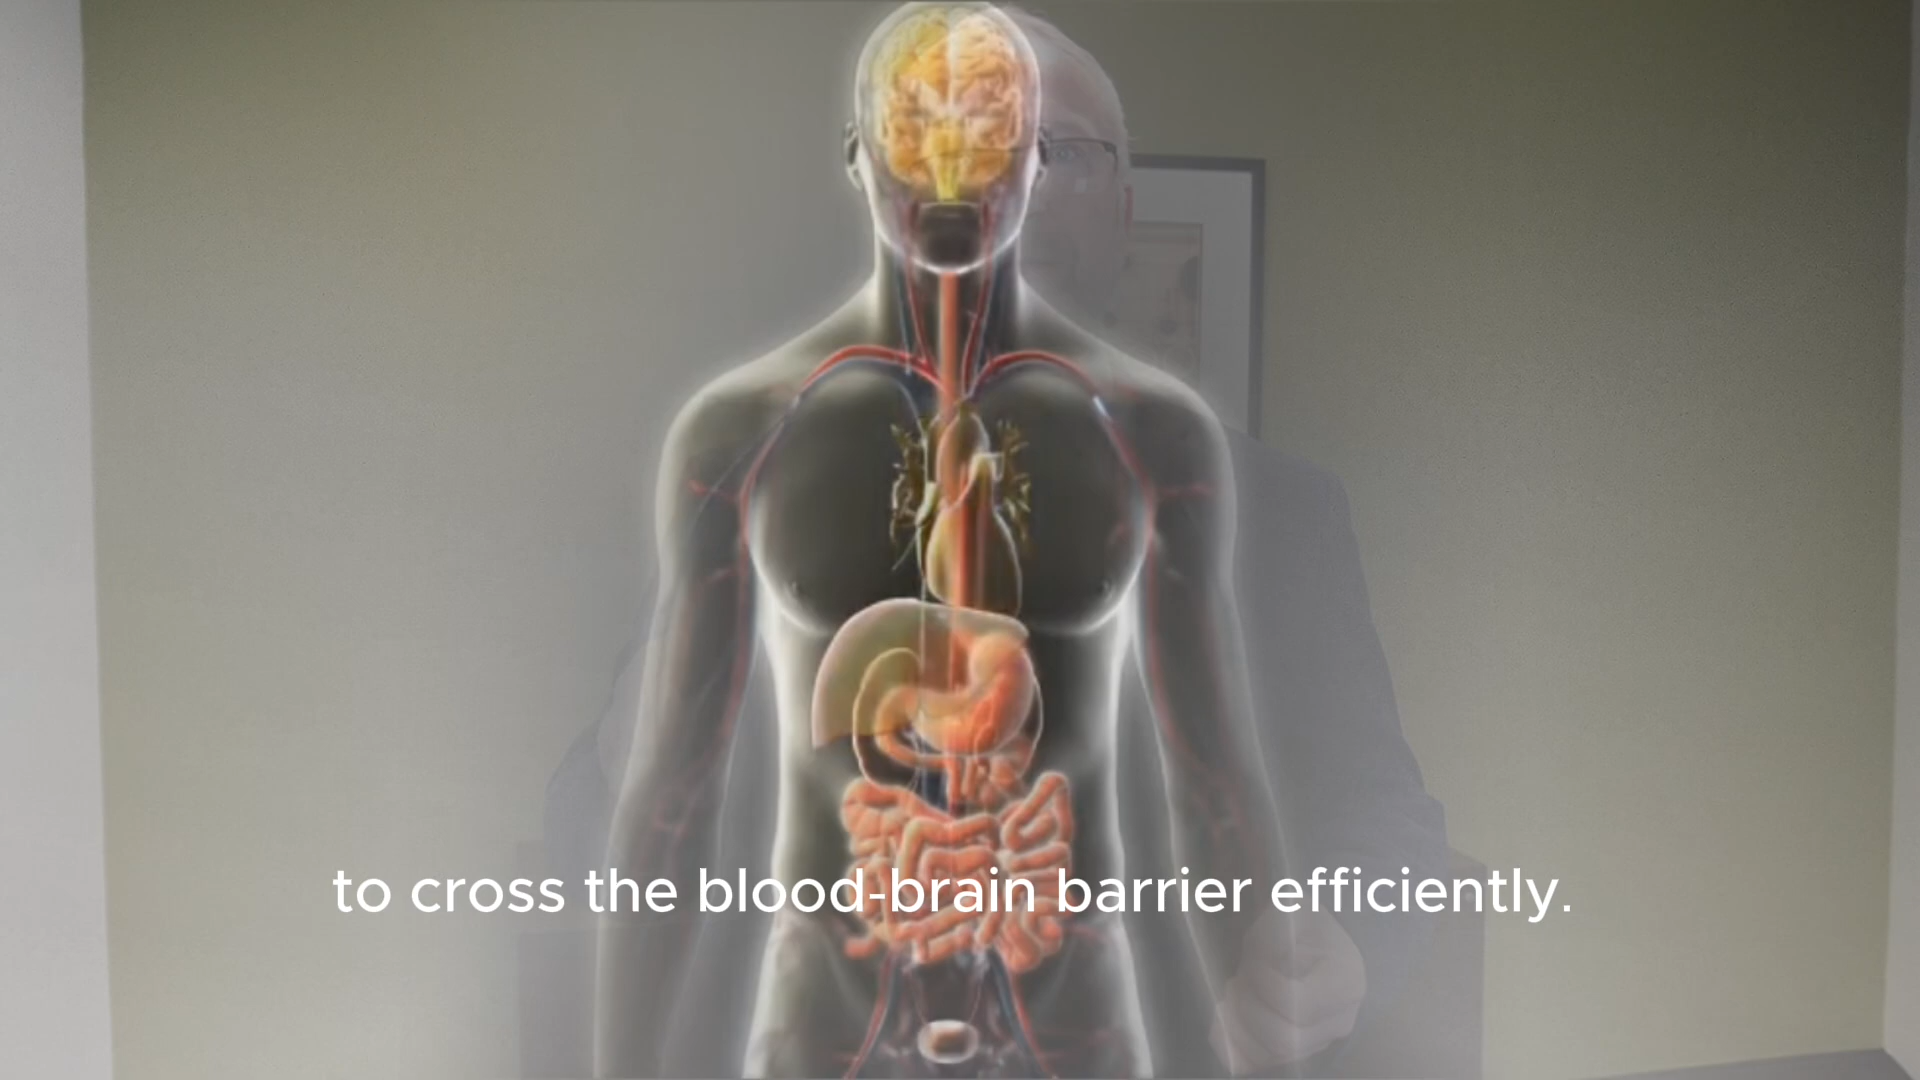 to cross the blood-brain barrier efficiently.